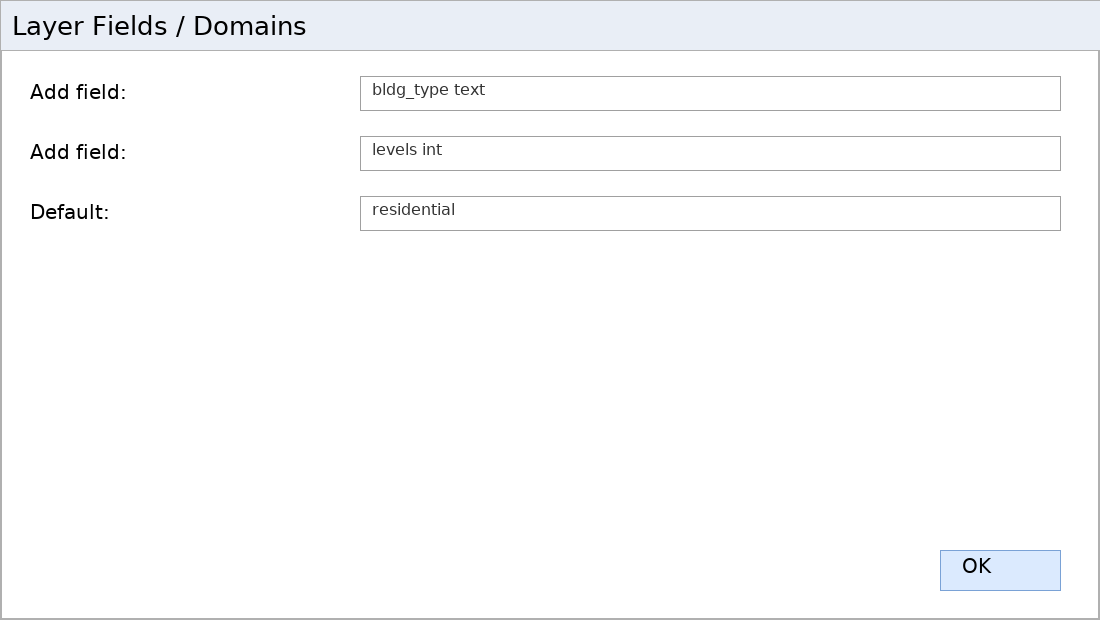 Layer Fields / Domains
Add field: bldg_type text
Add field: levels int
Default: residential
OK